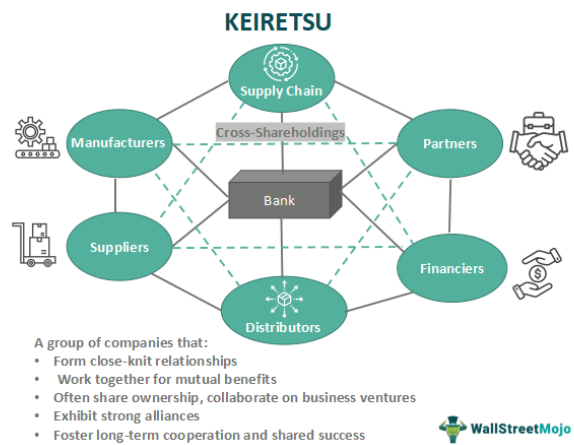 KEIRETSU
Supply Chain
Cross-Shareholdings
Manufacturers
Partners
Bank
Suppliers
Financiers
Distributors
A group of companies that:
• Form close-knit relationships
• Work together for mutual benefits
• Often share ownership, collaborate on business ventures
• Exhibit strong alliances
• Foster long-term cooperation and shared success
WallStreetMojo